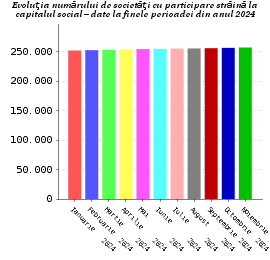 Evoluția numărului de societăți cu participare străină la
capitalul social – date la finele perioadei din anul 2024
250.000
200.000
150.000
100.000
50.000
0
Ianuarie 2024
Februarie 2024
Martie 2024
Aprilie 2024
Mai 2024
Iunie 2024
Iulie 2024
August 2024
Septembrie 2024
Octombrie 2024
Noiembrie 2024